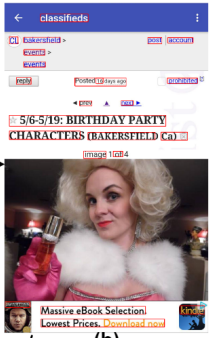 classifieds
CL bakersfield > post account
events >
events
reply Posted 16 days ago prohibited
◄ prev ▲ next ►
☆ 5/6-5/19: BIRTHDAY PARTY
CHARACTERS (BAKERSFIELD Ca)
image 1 of 4
Massive eBook Selection.
Lowest Prices. Download now
kindle